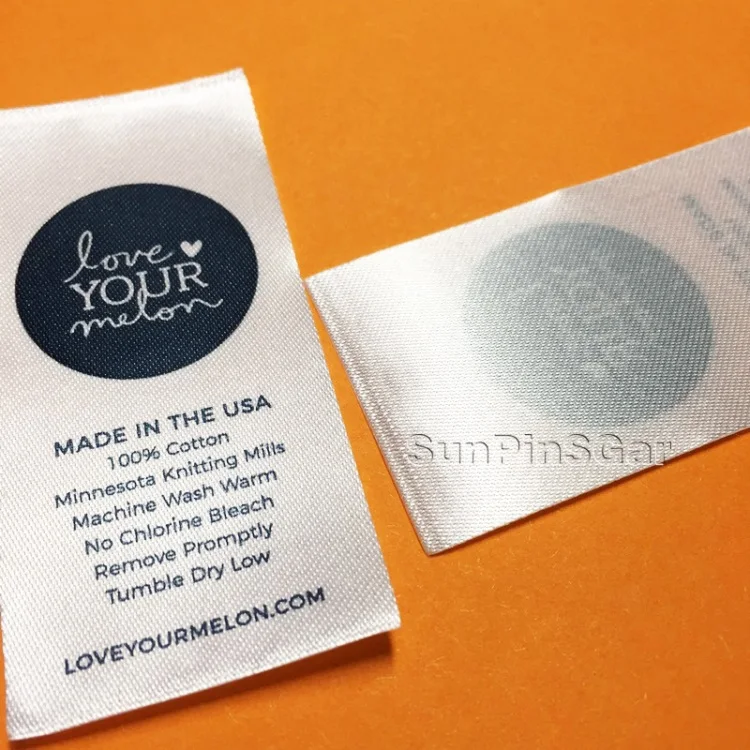 love
YOUR
melon
MADE IN THE USA
100% Cotton
Minnesota Knitting Mills
Machine Wash Warm
No Chlorine Bleach
Remove Promptly
Tumble Dry Low
LOVEYOURMELON.COM
SunPinSGar